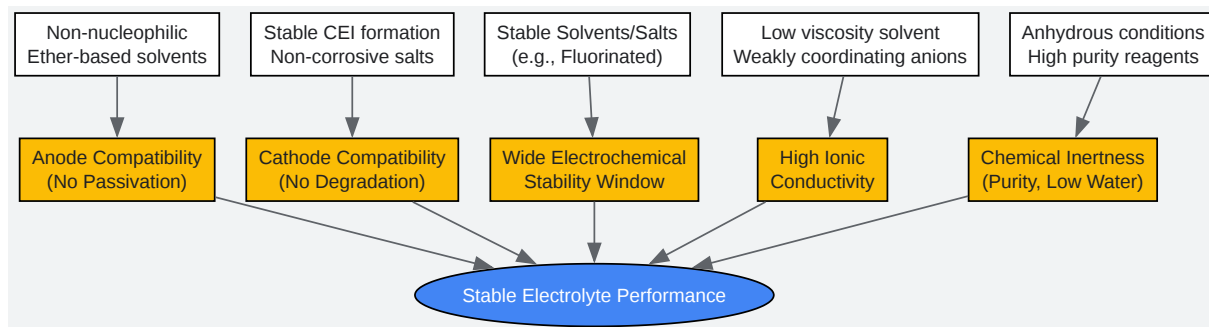 Non-nucleophilic
Ether-based solvents
Stable CEI formation
Non-corrosive salts
Stable Solvents/Salts
(e.g., Fluorinated)
Low viscosity solvent
Weakly coordinating anions
Anhydrous conditions
High purity reagents
Anode Compatibility
(No Passivation)
Cathode Compatibility
(No Degradation)
Wide Electrochemical
Stability Window
High Ionic
Conductivity
Chemical Inertness
(Purity, Low Water)
Stable Electrolyte Performance